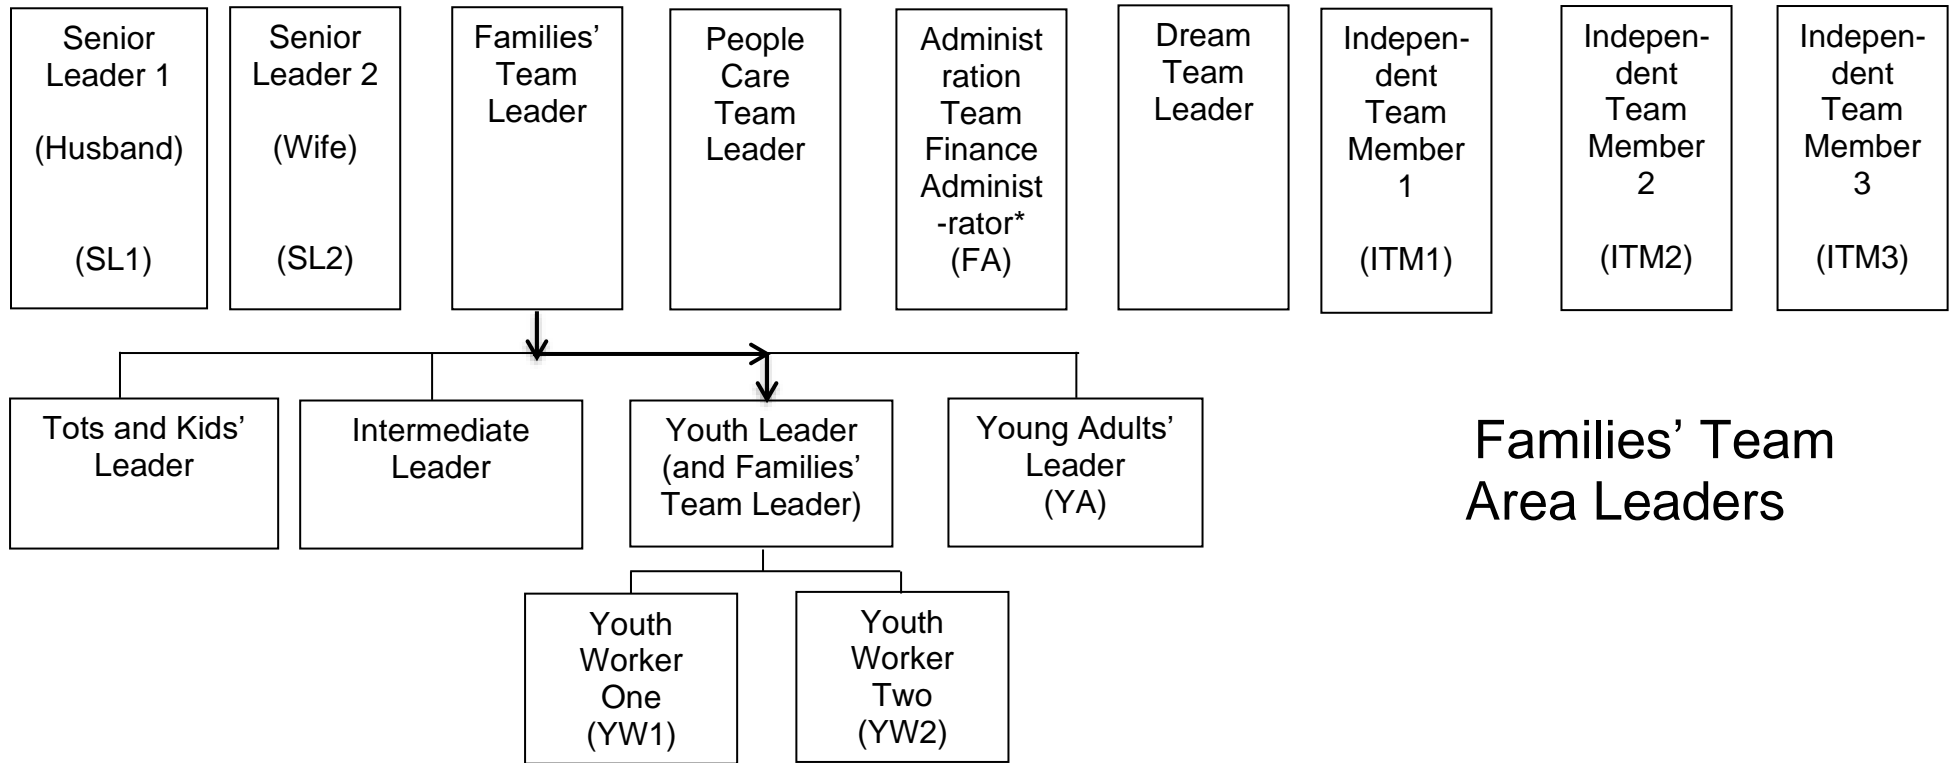 Senior
Leader 1
(Husband)
(SL1)
Senior
Leader 2
(Wife)
(SL2)
Families’
Team
Leader
People
Care
Team
Leader
Administ
ration
Team
Finance
Administ
-rator*
(FA)
Dream
Team
Leader
Indepen-
dent
Team
Member
1
(ITM1)
Indepen-
dent
Team
Member
2
(ITM2)
Indepen-
dent
Team
Member
3
(ITM3)
Tots and Kids’
Leader
Intermediate
Leader
Youth Leader
(and Families’
Team Leader)
Young Adults’
Leader
(YA)
Families’ Team
Area Leaders
Youth
Worker
One
(YW1)
Youth
Worker
Two
(YW2)